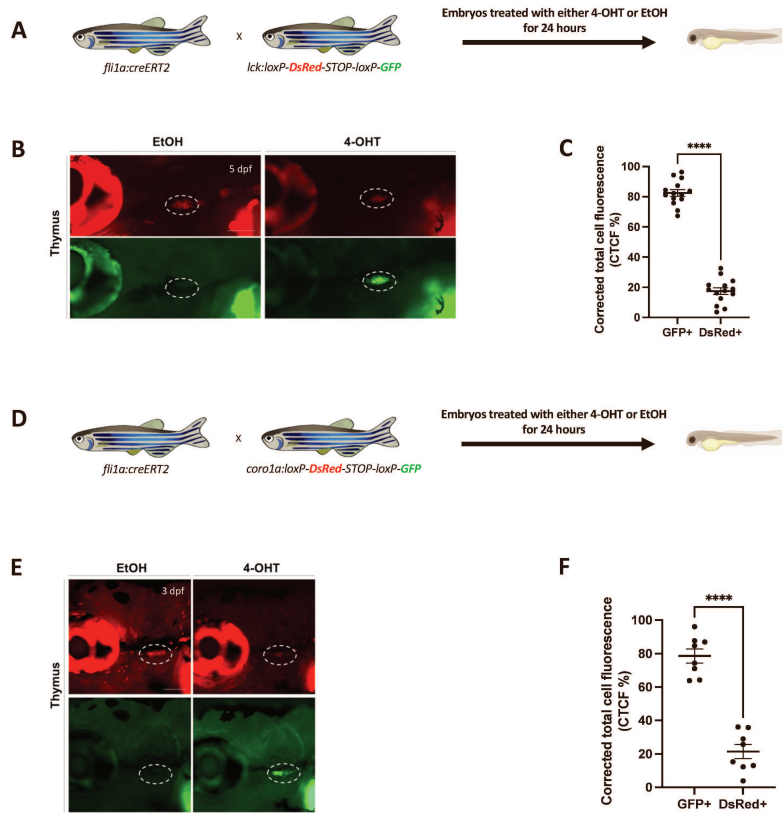 A
fli1a:creERT2
x
lck:loxP-DsRed-STOP-loxP-GFP
Embryos treated with either 4-OHT or EtOH
for 24 hours
B
EtOH
4-OHT
5 dpf
Thymus
C
Corrected total cell fluorescence
(CTCF %)
****
100
80
60
40
20
0
GFP+
DsRed+
D
fli1a:creERT2
x
coro1a:loxP-DsRed-STOP-loxP-GFP
Embryos treated with either 4-OHT or EtOH
for 24 hours
E
EtOH
4-OHT
3 dpf
Thymus
F
Corrected total cell fluorescence
(CTCF %)
****
100
80
60
40
20
0
GFP+
DsRed+